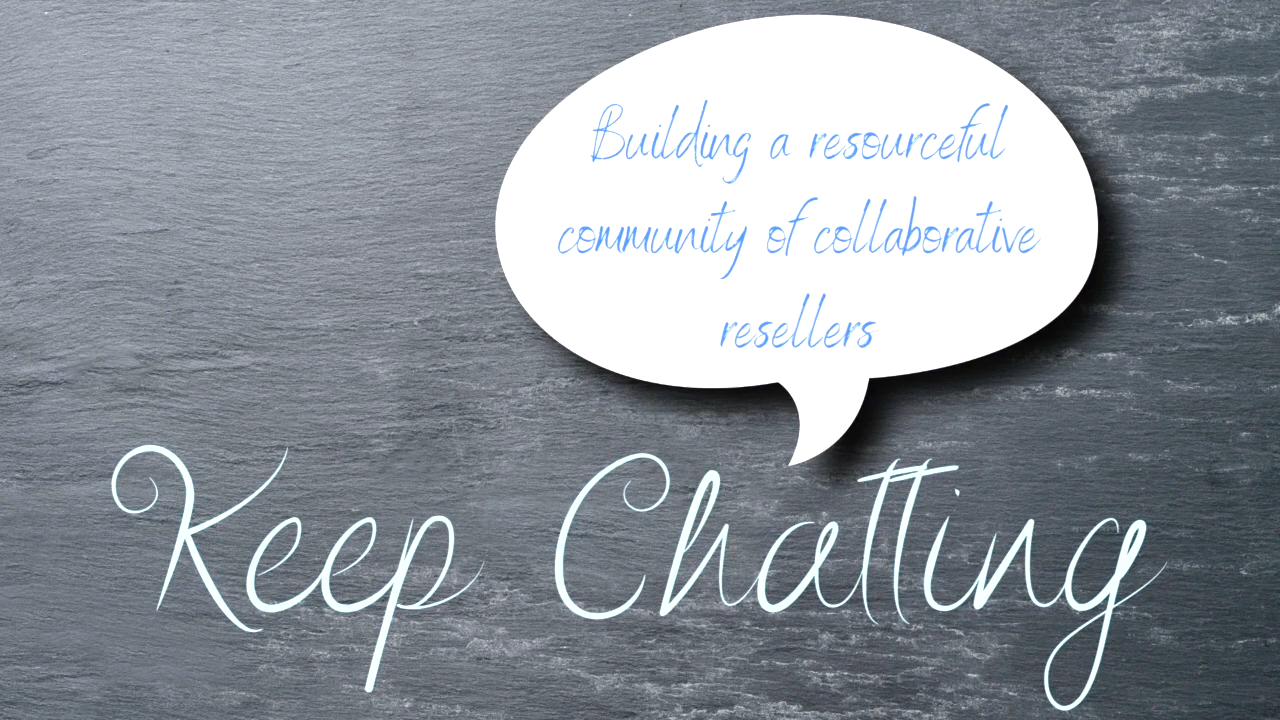 Building a resourceful
community of collaborative
resellers
Keep Chatting